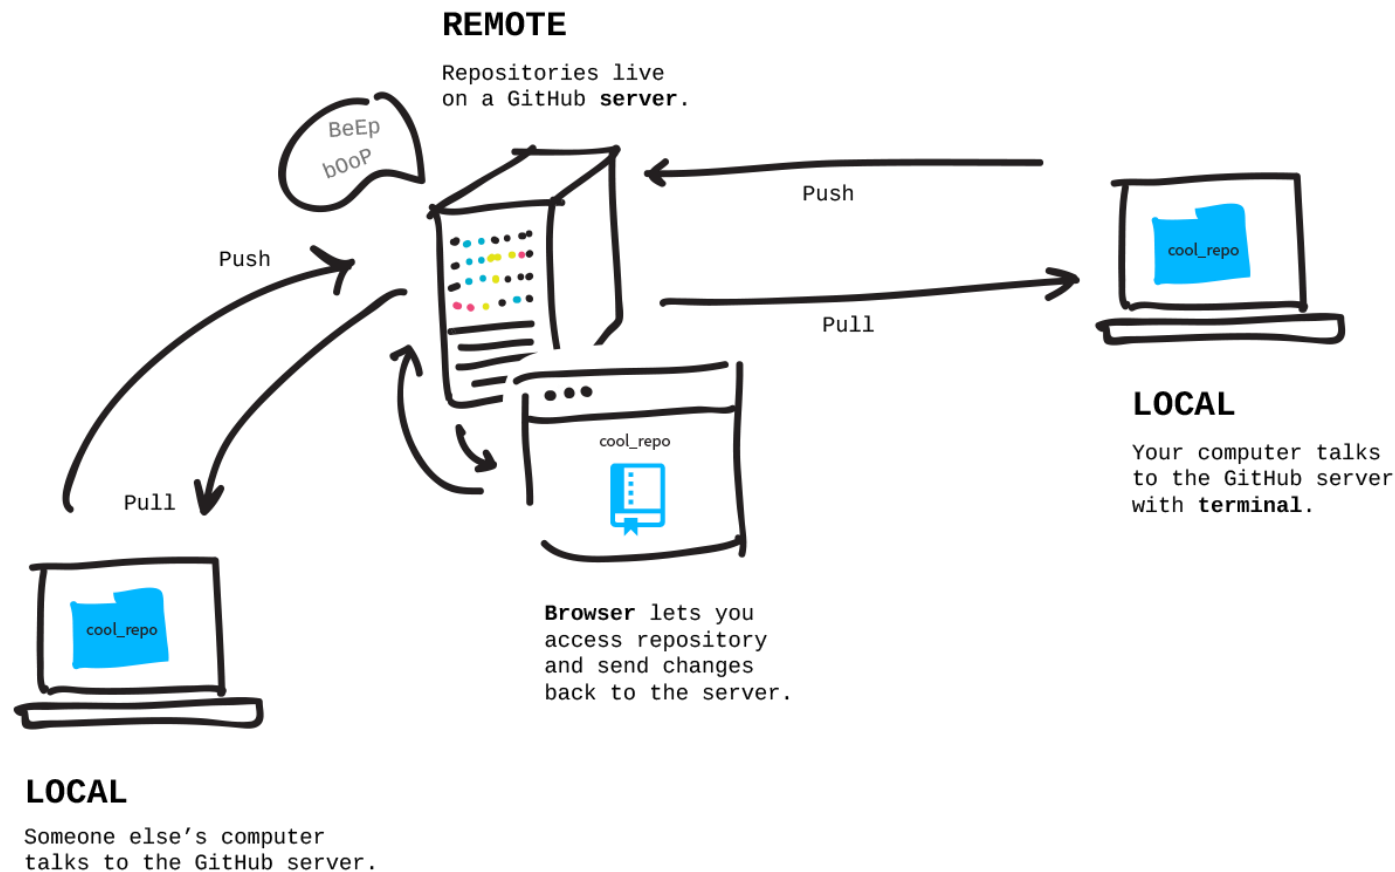 REMOTE
Repositories live
on a GitHub server.
BeEp
bOoP
Push
Pull
Push
Pull
cool_repo
cool_repo
Browser lets you
access repository
and send changes
back to the server.
LOCAL
Your computer talks
to the GitHub server
with terminal.
cool_repo
LOCAL
Someone else’s computer
talks to the GitHub server.